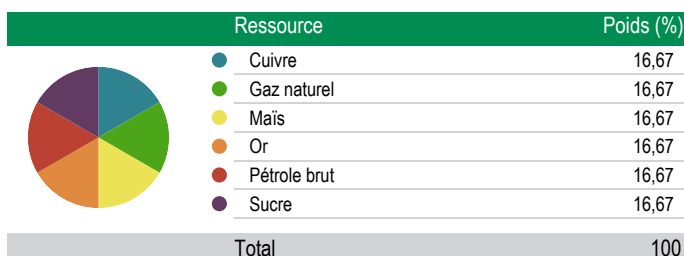 Ressource Poids (%)
Cuivre 16,67
Gaz naturel 16,67
Maïs 16,67
Or 16,67
Pétrole brut 16,67
Sucre 16,67
Total 100